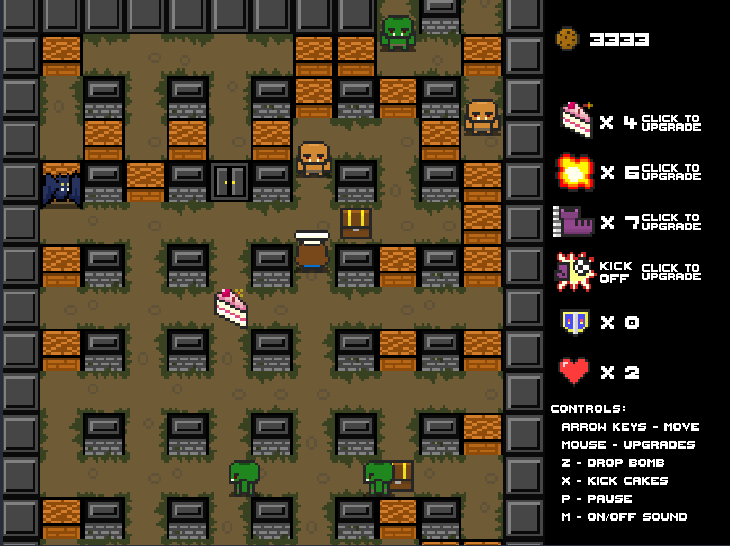 3333
X 4 CLICK TO
UPGRADE
X 6 CLICK TO
UPGRADE
X 7 CLICK TO
UPGRADE
KICK
OFF
CLICK TO
UPGRADE
X 0
X 2
CONTROLS:
ARROW KEYS - MOVE
MOUSE - UPGRADES
Z - DROP BOMB
X - KICK CAKES
P - PAUSE
M - ON/OFF SOUND